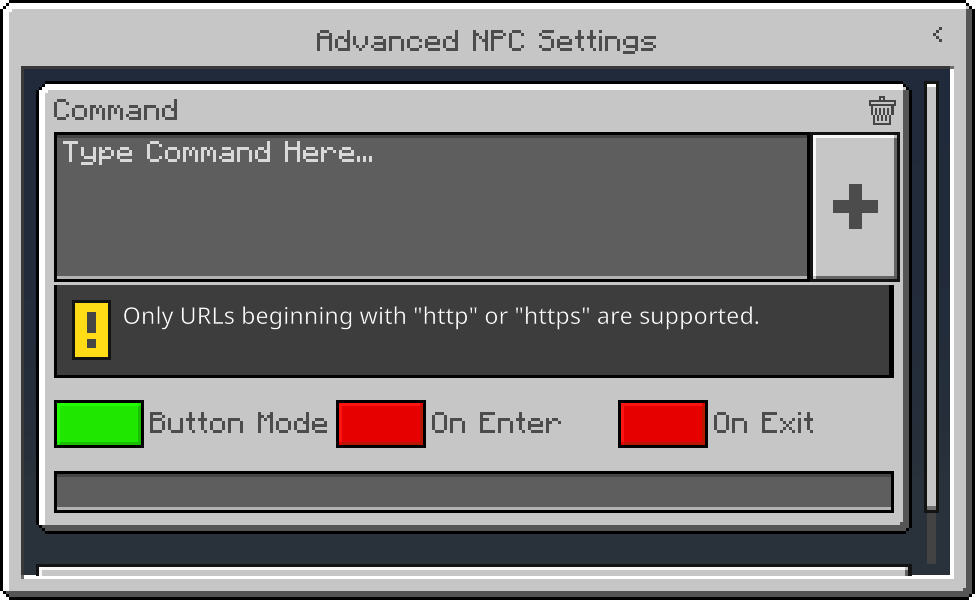 Advanced NPC Settings
Command
Type Command Here…
Only URLs beginning with "http" or "https" are supported.
Button Mode On Enter On Exit